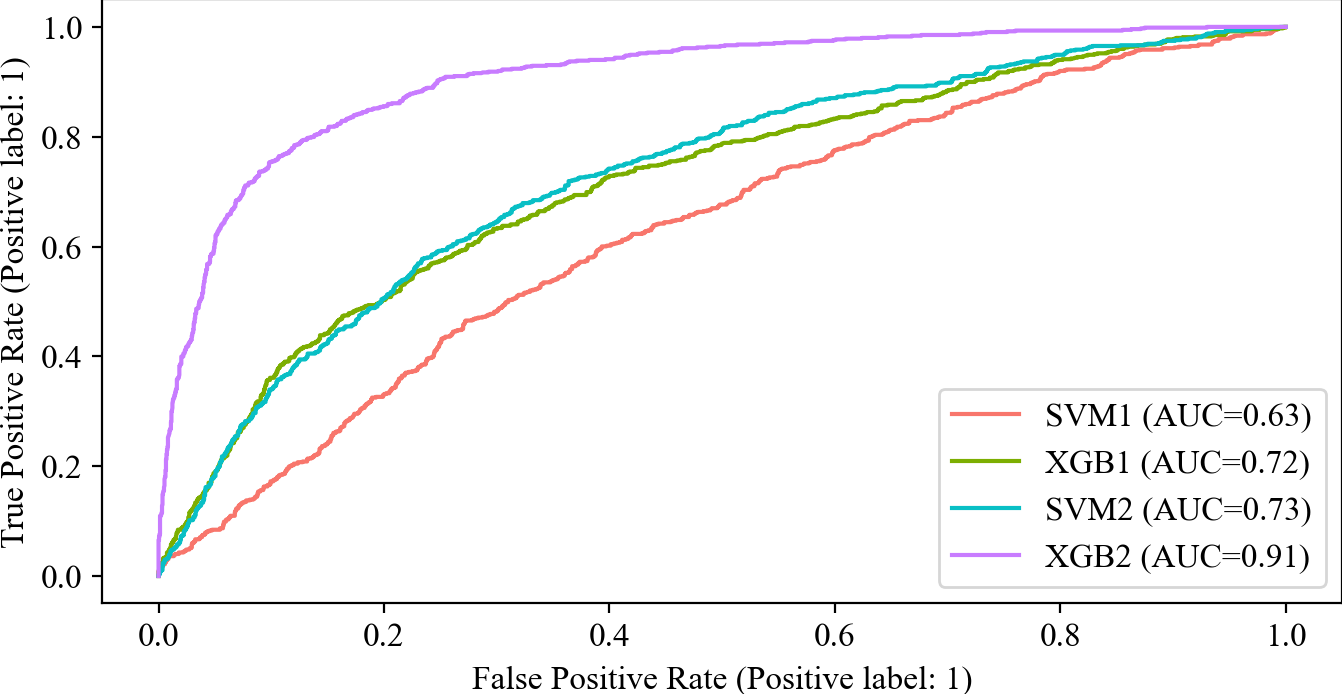 True Positive Rate (Positive label: 1)
1.0
0.8
0.6
0.4
0.2
0.0
0.0 0.2 0.4 0.6 0.8 1.0
False Positive Rate (Positive label: 1)
SVM1 (AUC=0.63)
XGB1 (AUC=0.72)
SVM2 (AUC=0.73)
XGB2 (AUC=0.91)